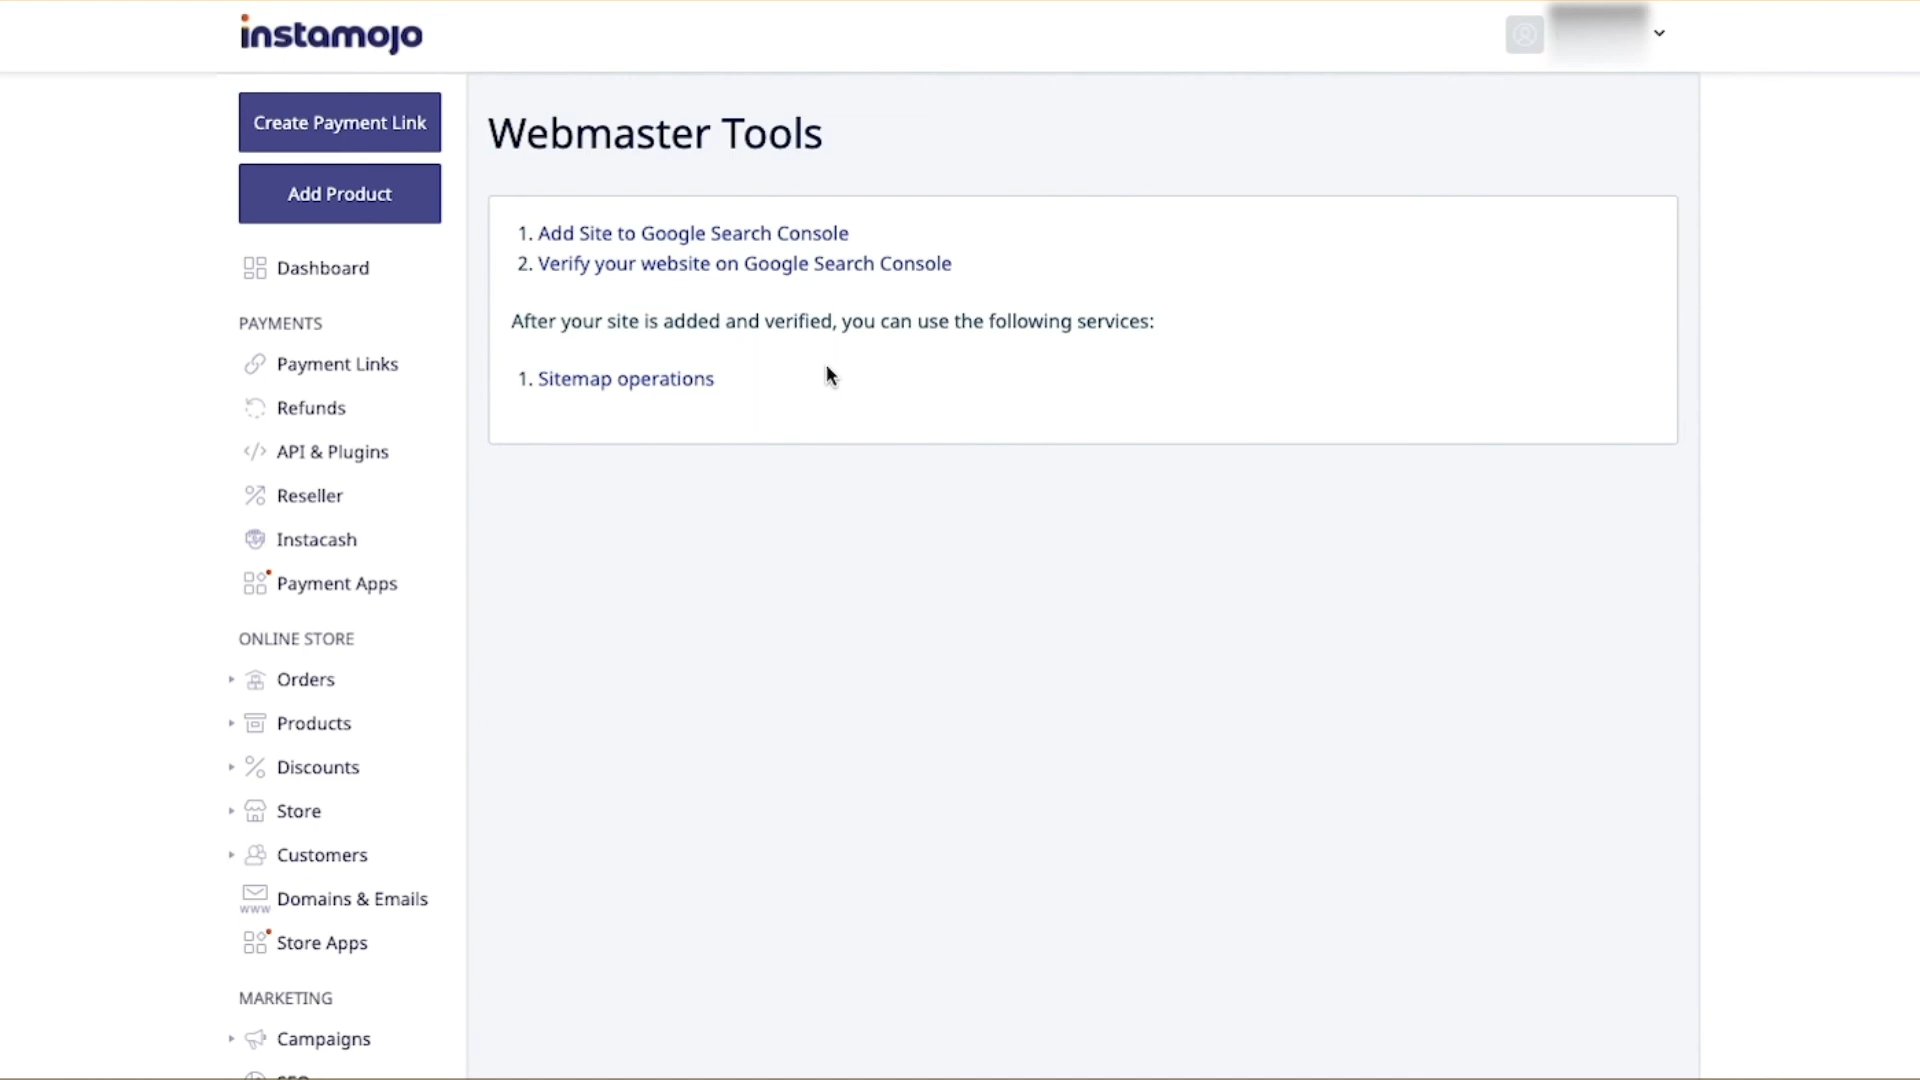 instamojo
Create Payment Link
Add Product
Dashboard
PAYMENTS
Payment Links
Refunds
API & Plugins
Reseller
Instacash
Payment Apps
ONLINE STORE
Orders
Products
Discounts
Store
Customers
www
Domains & Emails
Store Apps
MARKETING
Campaigns
SEO
Webmaster Tools
1. Add Site to Google Search Console
2. Verify your website on Google Search Console
After your site is added and verified, you can use the following services:
1. Sitemap operations